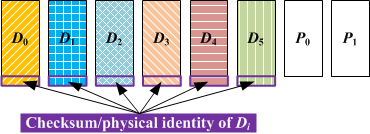 D0 D1 D2 D3 D4 D5 P0 P1
Checksum/physical identity of Di